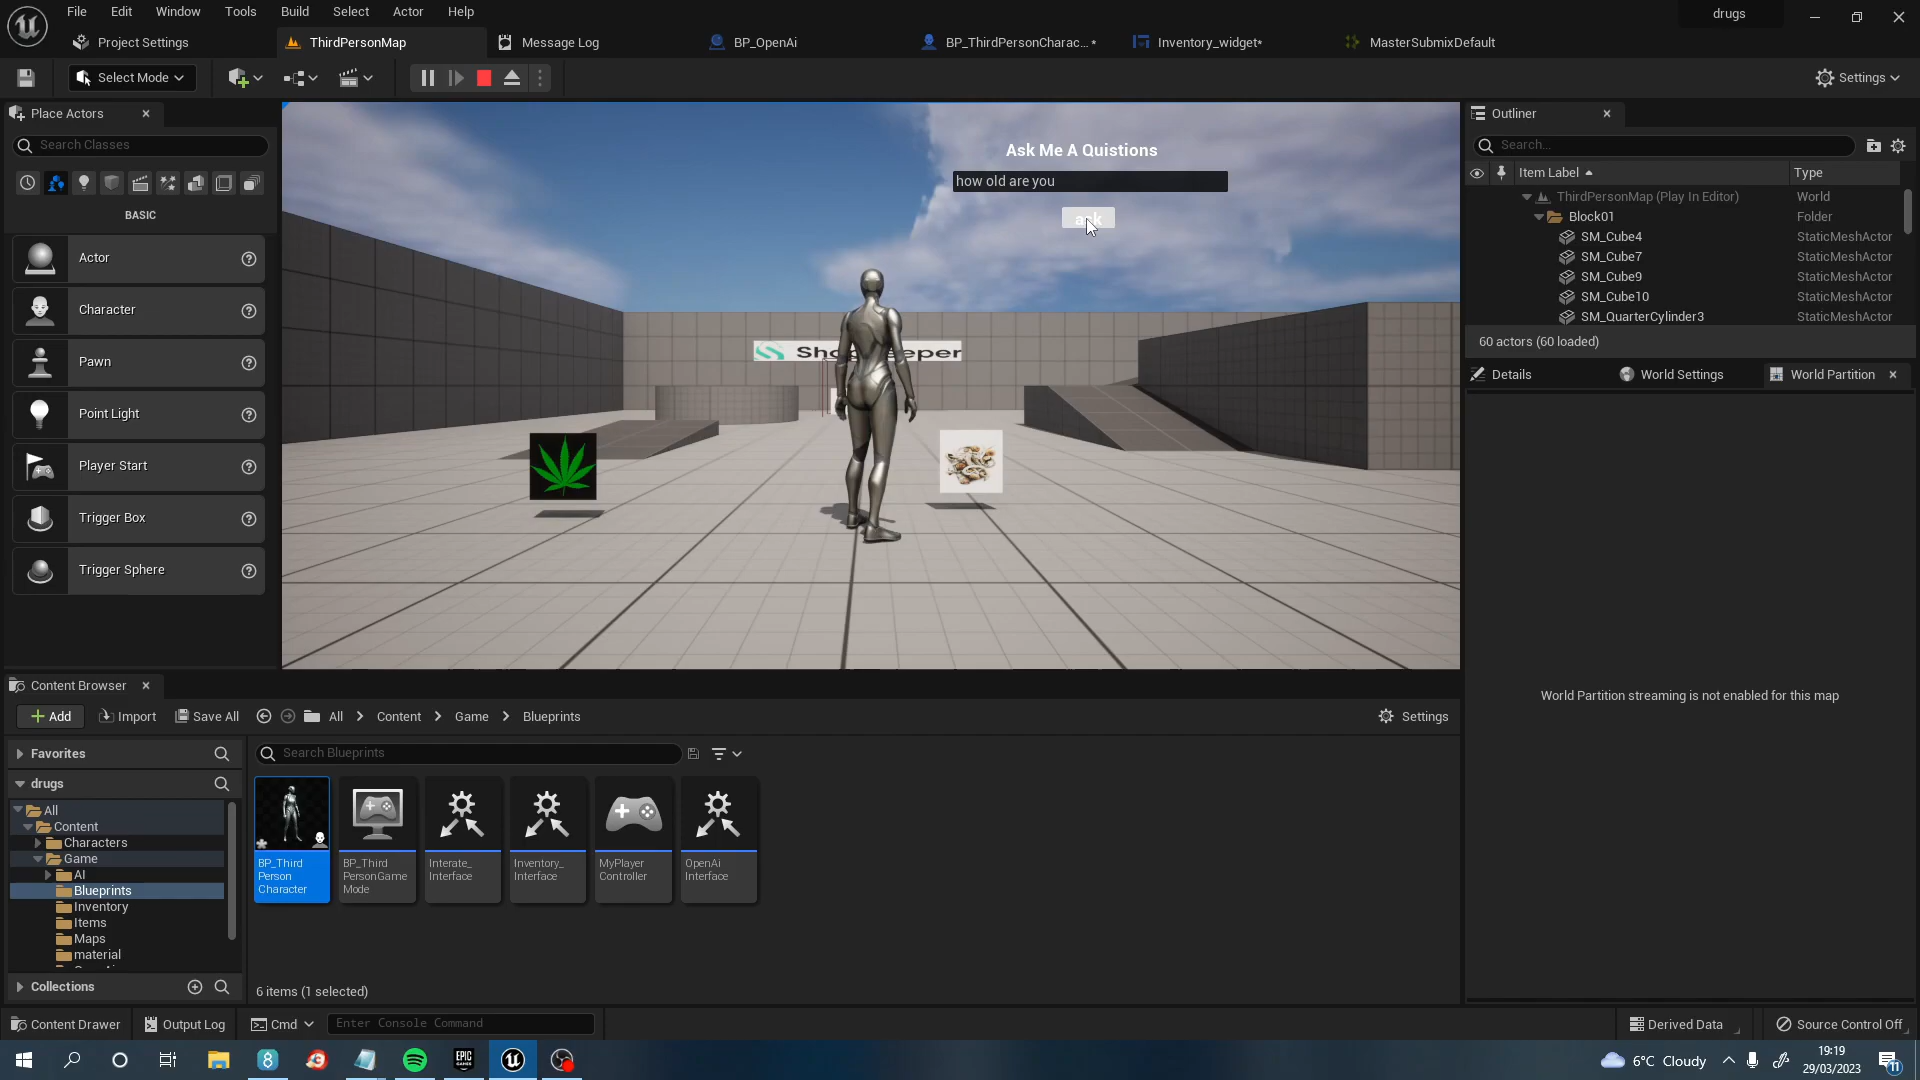 File Edit Window Tools Build Select Actor Help
drugs
Project Settings ThirdPersonMap Message Log BP_OpenAi BP_ThirdPersonCharac...* Inventory_widget* MasterSubmixDefault
Select Mode Settings
Place Actors
Search Classes
BASIC
Actor
Character
Pawn
Point Light
Player Start
Trigger Box
Trigger Sphere
Ask Me A Quistions
how old are you
ask
Outliner
Search...
Item Label Type
ThirdPersonMap (Play In Editor) World
Block01 Folder
SM_Cube4 StaticMeshActor
SM_Cube7 StaticMeshActor
SM_Cube9 StaticMeshActor
SM_Cube10 StaticMeshActor
SM_QuarterCylinder3 StaticMeshActor
60 actors (60 loaded)
Details World Settings World Partition
World Partition streaming is not enabled for this map
Content Browser
Add Import Save All All Content Game Blueprints Settings
Favorites
Search Blueprints
drugs
All
Content
Characters
Game
AI
Blueprints
Inventory
Items
Maps
material
Collections
BP_Third
Person
Character
BP_Third
PersonGame
Mode
Interate_
Interface
Inventory_
Interface
MyPlayer
Controller
OpenAi
Interface
6 items (1 selected)
Content Drawer Output Log Cmd Enter Console Command Derived Data Source Control Off
6°C Cloudy
19:19
29/03/2023
11